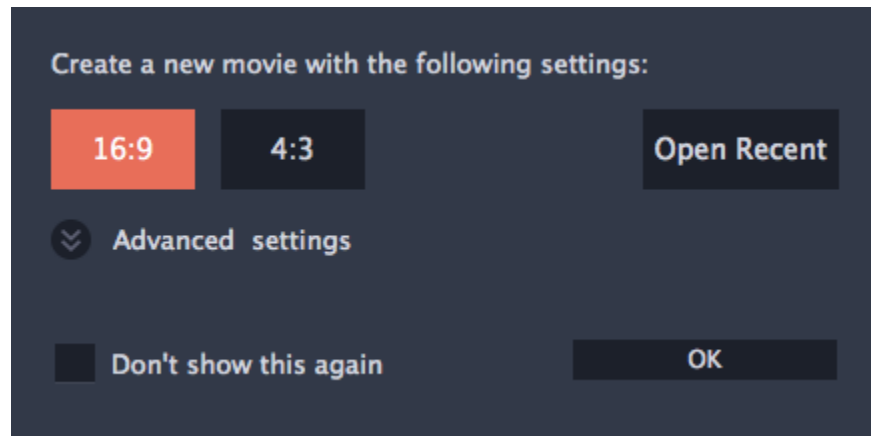 Create a new movie with the following settings:
16:9 4:3 Open Recent
Advanced settings
Don't show this again OK